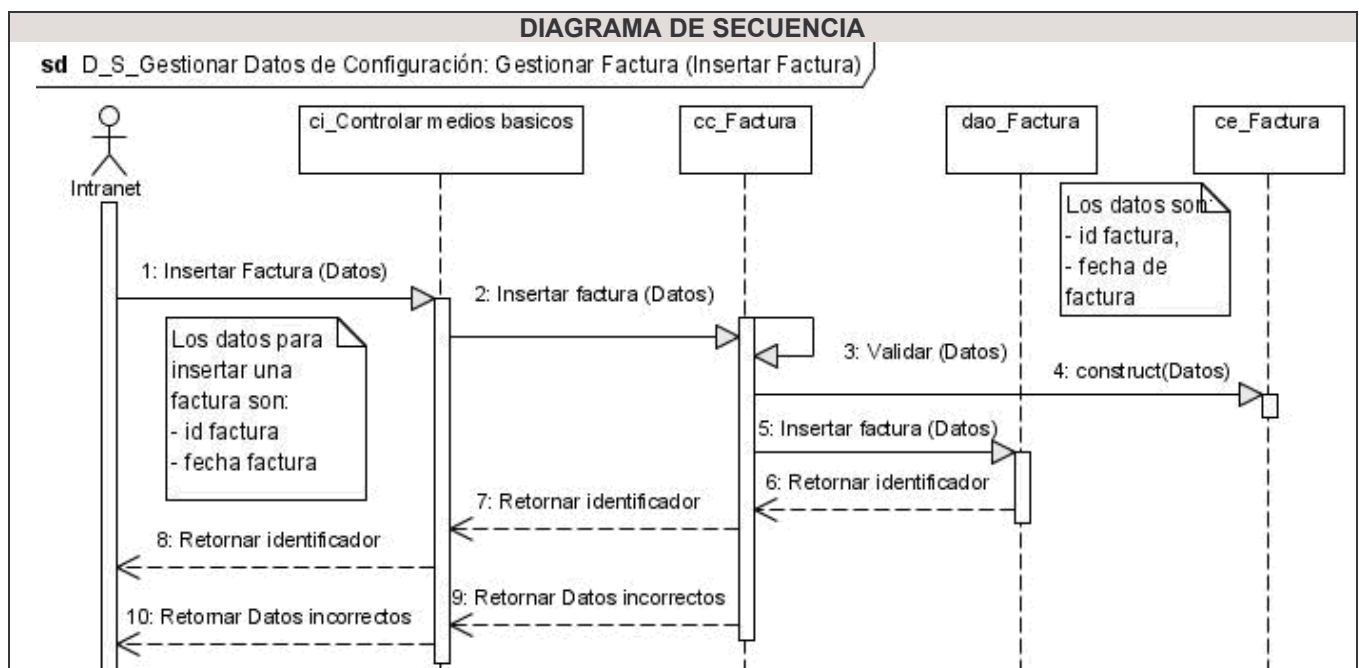 DIAGRAMA DE SECUENCIA
sd D_S_Gestionar Datos de Configuración: Gestionar Factura (Insertar Factura)
Intranet
ci_Controlar medios basicos
cc_Factura
dao_Factura
ce_Factura
Los datos son:
- id factura,
- fecha de
factura
1: Insertar Factura (Datos)
2: Insertar factura (Datos)
Los datos para
insertar una
factura son:
- id factura
- fecha factura
3: Validar (Datos)
4: construct(Datos)
5: Insertar factura (Datos)
6: Retornar identificador
7: Retornar identificador
8: Retornar identificador
9: Retornar Datos incorrectos
10: Retornar Datos incorrectos